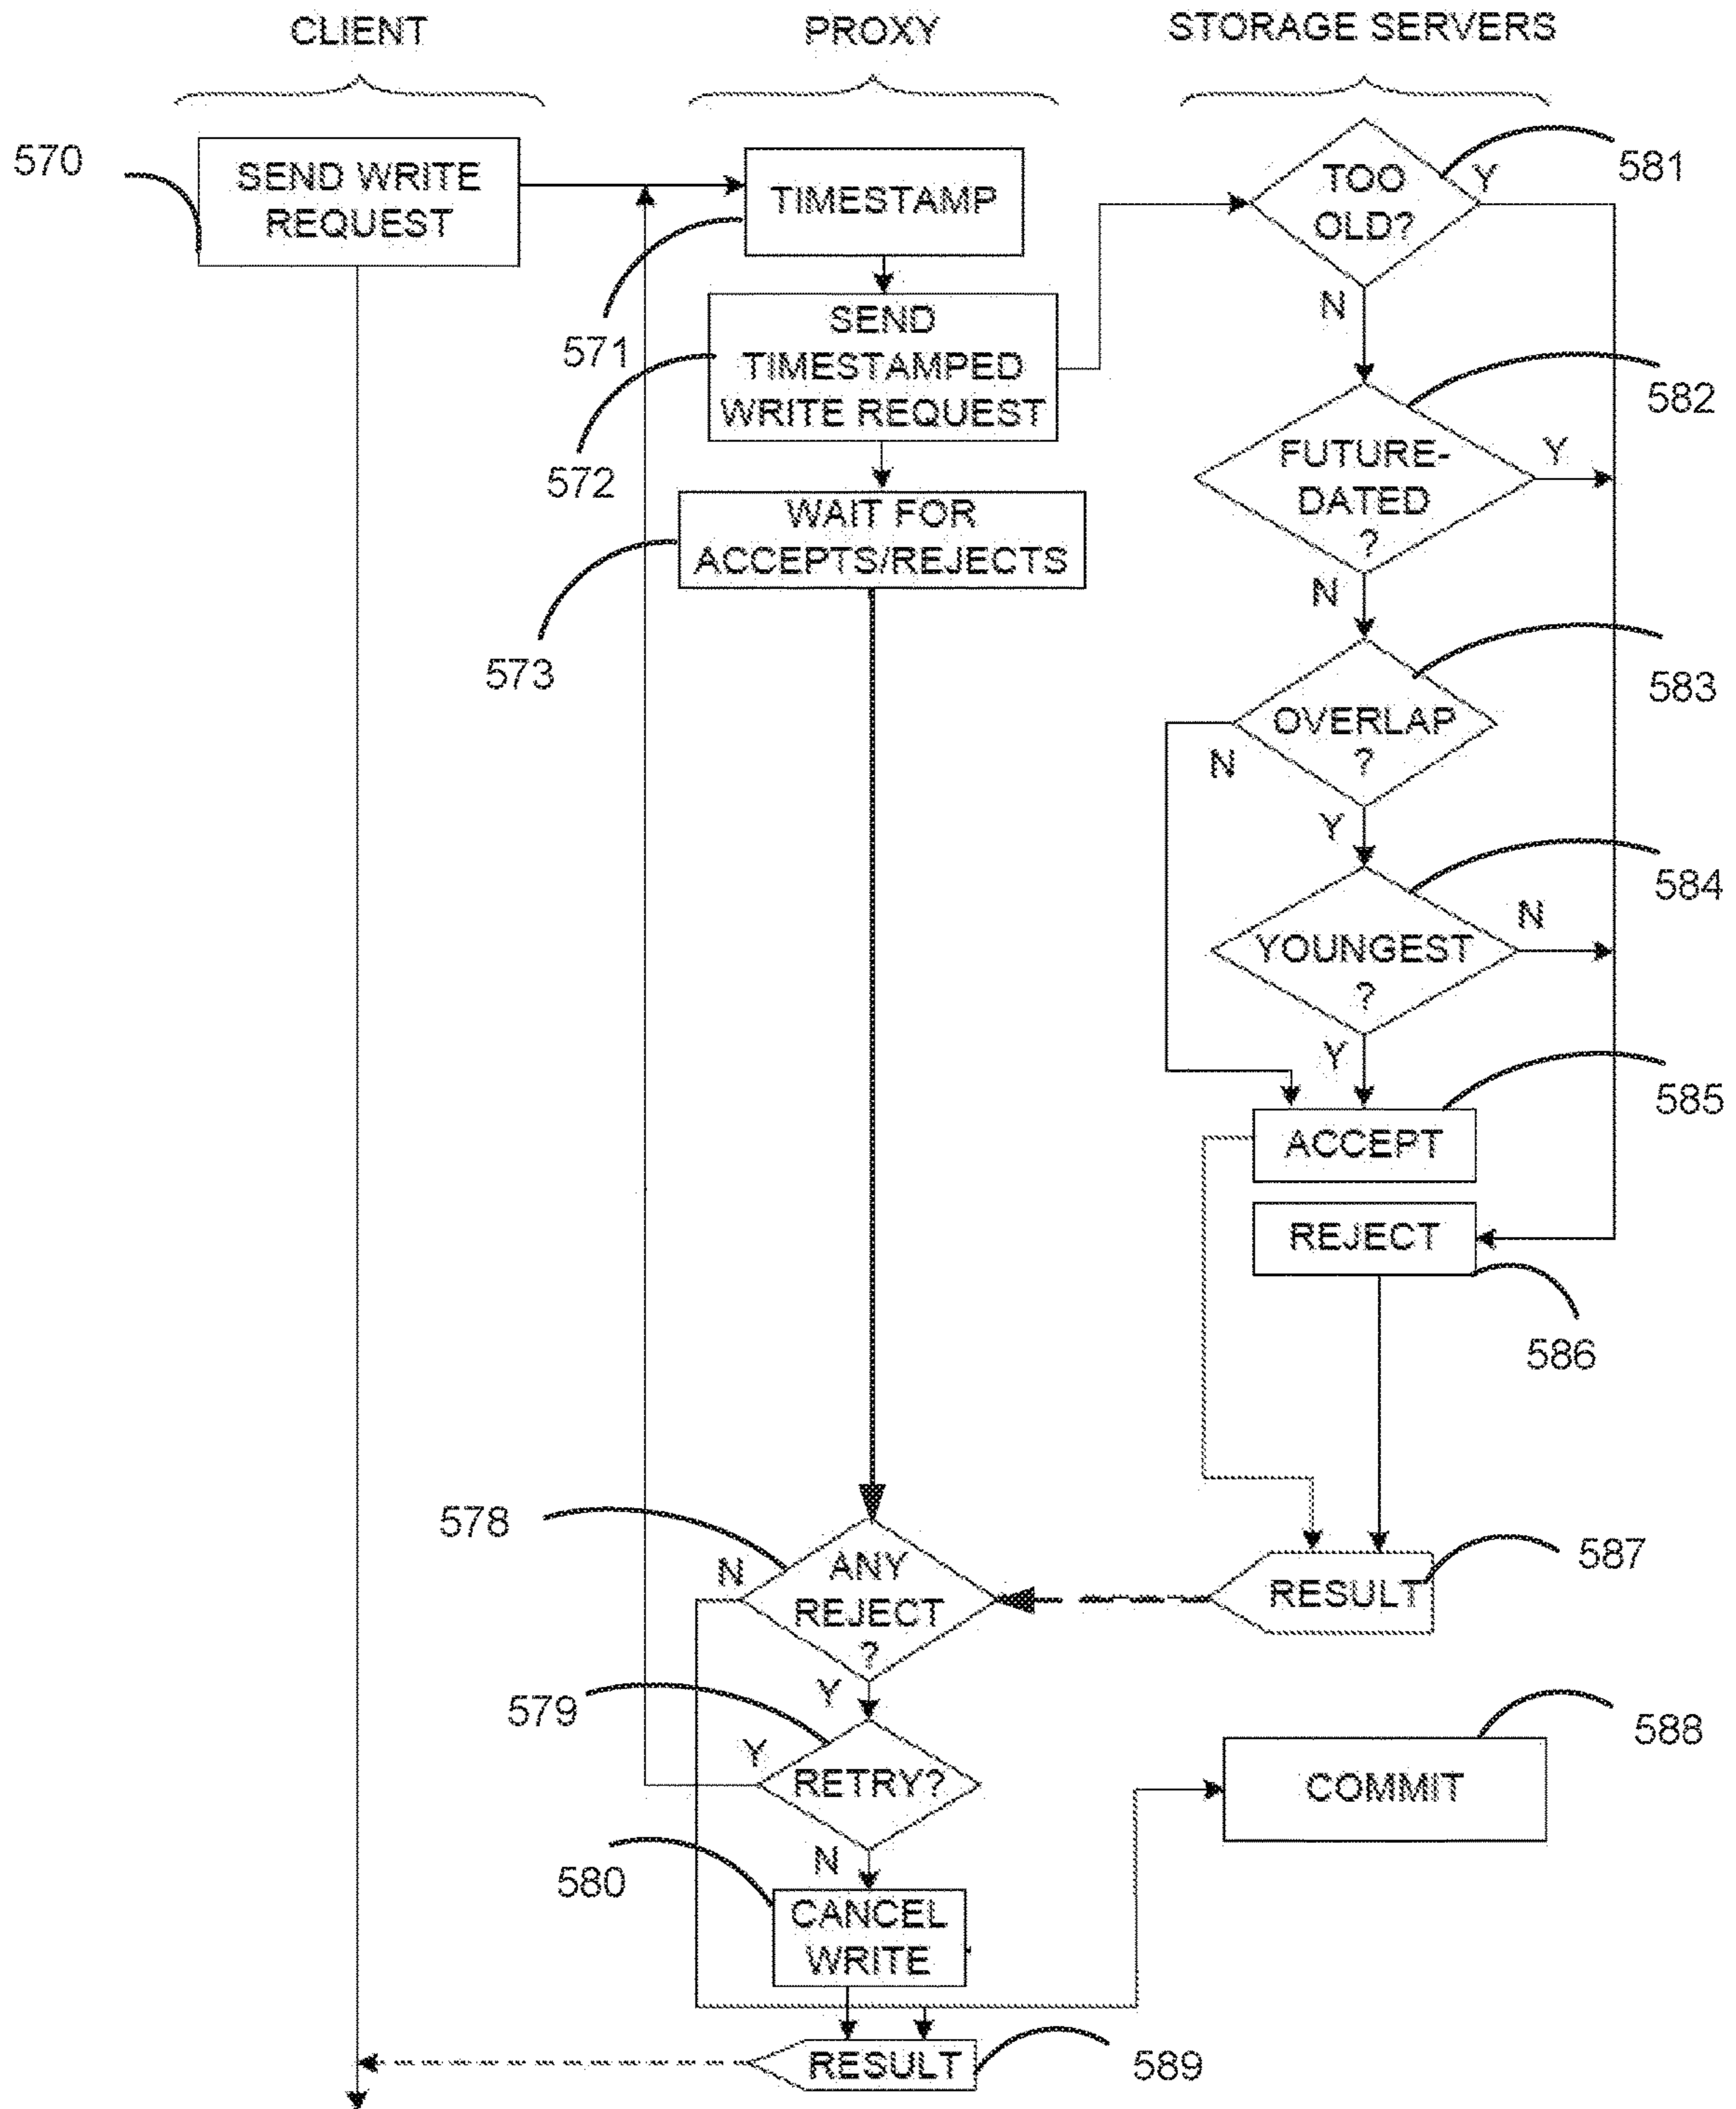 CLIENT
PROXY
STORAGE SERVERS
570
SEND WRITE
REQUEST
TIMESTAMP
571
SEND
TIMESTAMPED
WRITE REQUEST
572
WAIT FOR
ACCEPTS/REJECTS
573
TOO
OLD?
Y
581
N
582
FUTURE-
DATED
?
Y
N
583
OVERLAP
?
N
Y
584
YOUNGEST
?
N
Y
585
ACCEPT
REJECT
586
578
N
ANY
REJECT
?
Y
RESULT
587
579
Y
RETRY?
N
588
COMMIT
580
CANCEL
WRITE
RESULT
589